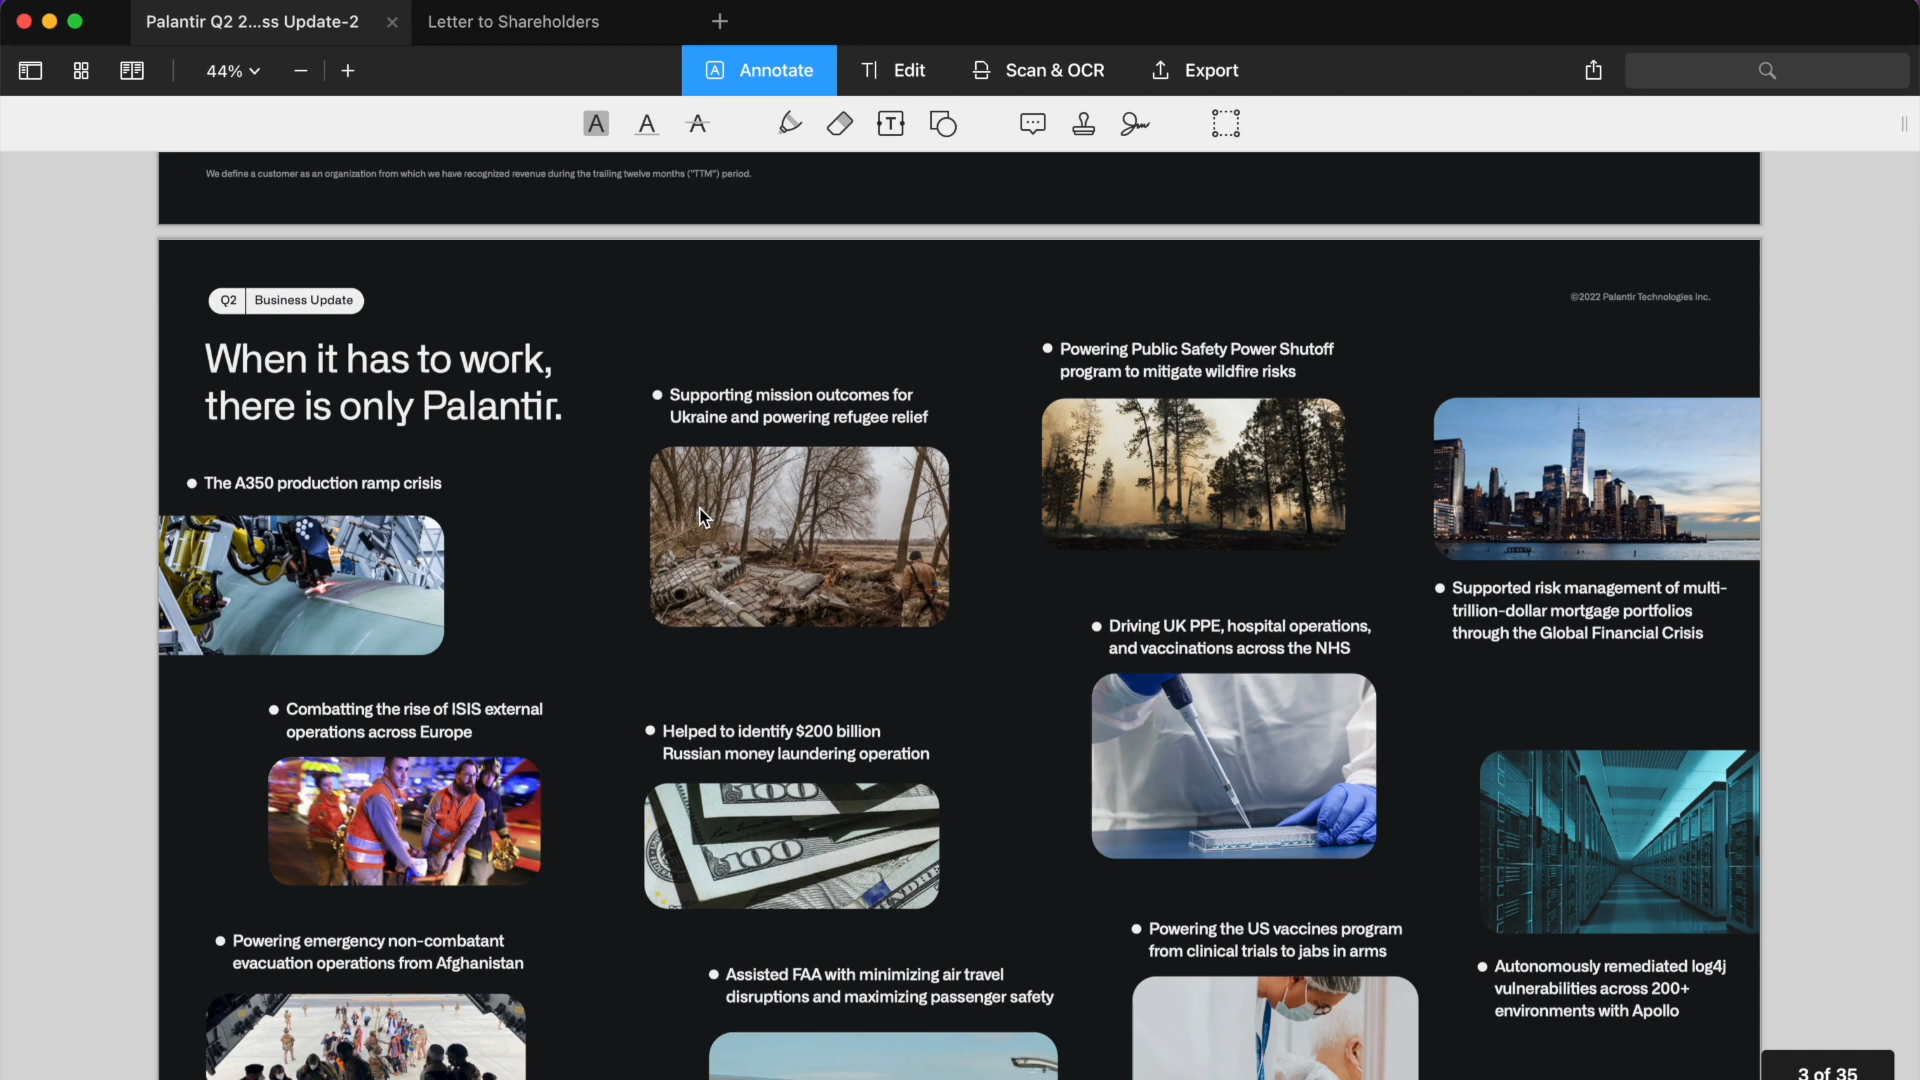 Palantir Q2 2...ss Update-2
Letter to Shareholders
44%
Annotate
Edit
Scan & OCR
Export
We define a customer as an organization from which we have recognized revenue during the trailing twelve months ("TTM") period.
Q2
Business Update
©2022 Palantir Technologies Inc.
When it has to work,
there is only Palantir.
The A350 production ramp crisis
Combatting the rise of ISIS external
operations across Europe
Powering emergency non-combatant
evacuation operations from Afghanistan
Supporting mission outcomes for
Ukraine and powering refugee relief
Helped to identify $200 billion
Russian money laundering operation
100
100
Assisted FAA with minimizing air travel
disruptions and maximizing passenger safety
Powering Public Safety Power Shutoff
program to mitigate wildfire risks
Driving UK PPE, hospital operations,
and vaccinations across the NHS
Powering the US vaccines program
from clinical trials to jabs in arms
Supported risk management of multi-
trillion-dollar mortgage portfolios
through the Global Financial Crisis
Autonomously remediated log4j
vulnerabilities across 200+
environments with Apollo
3 of 35